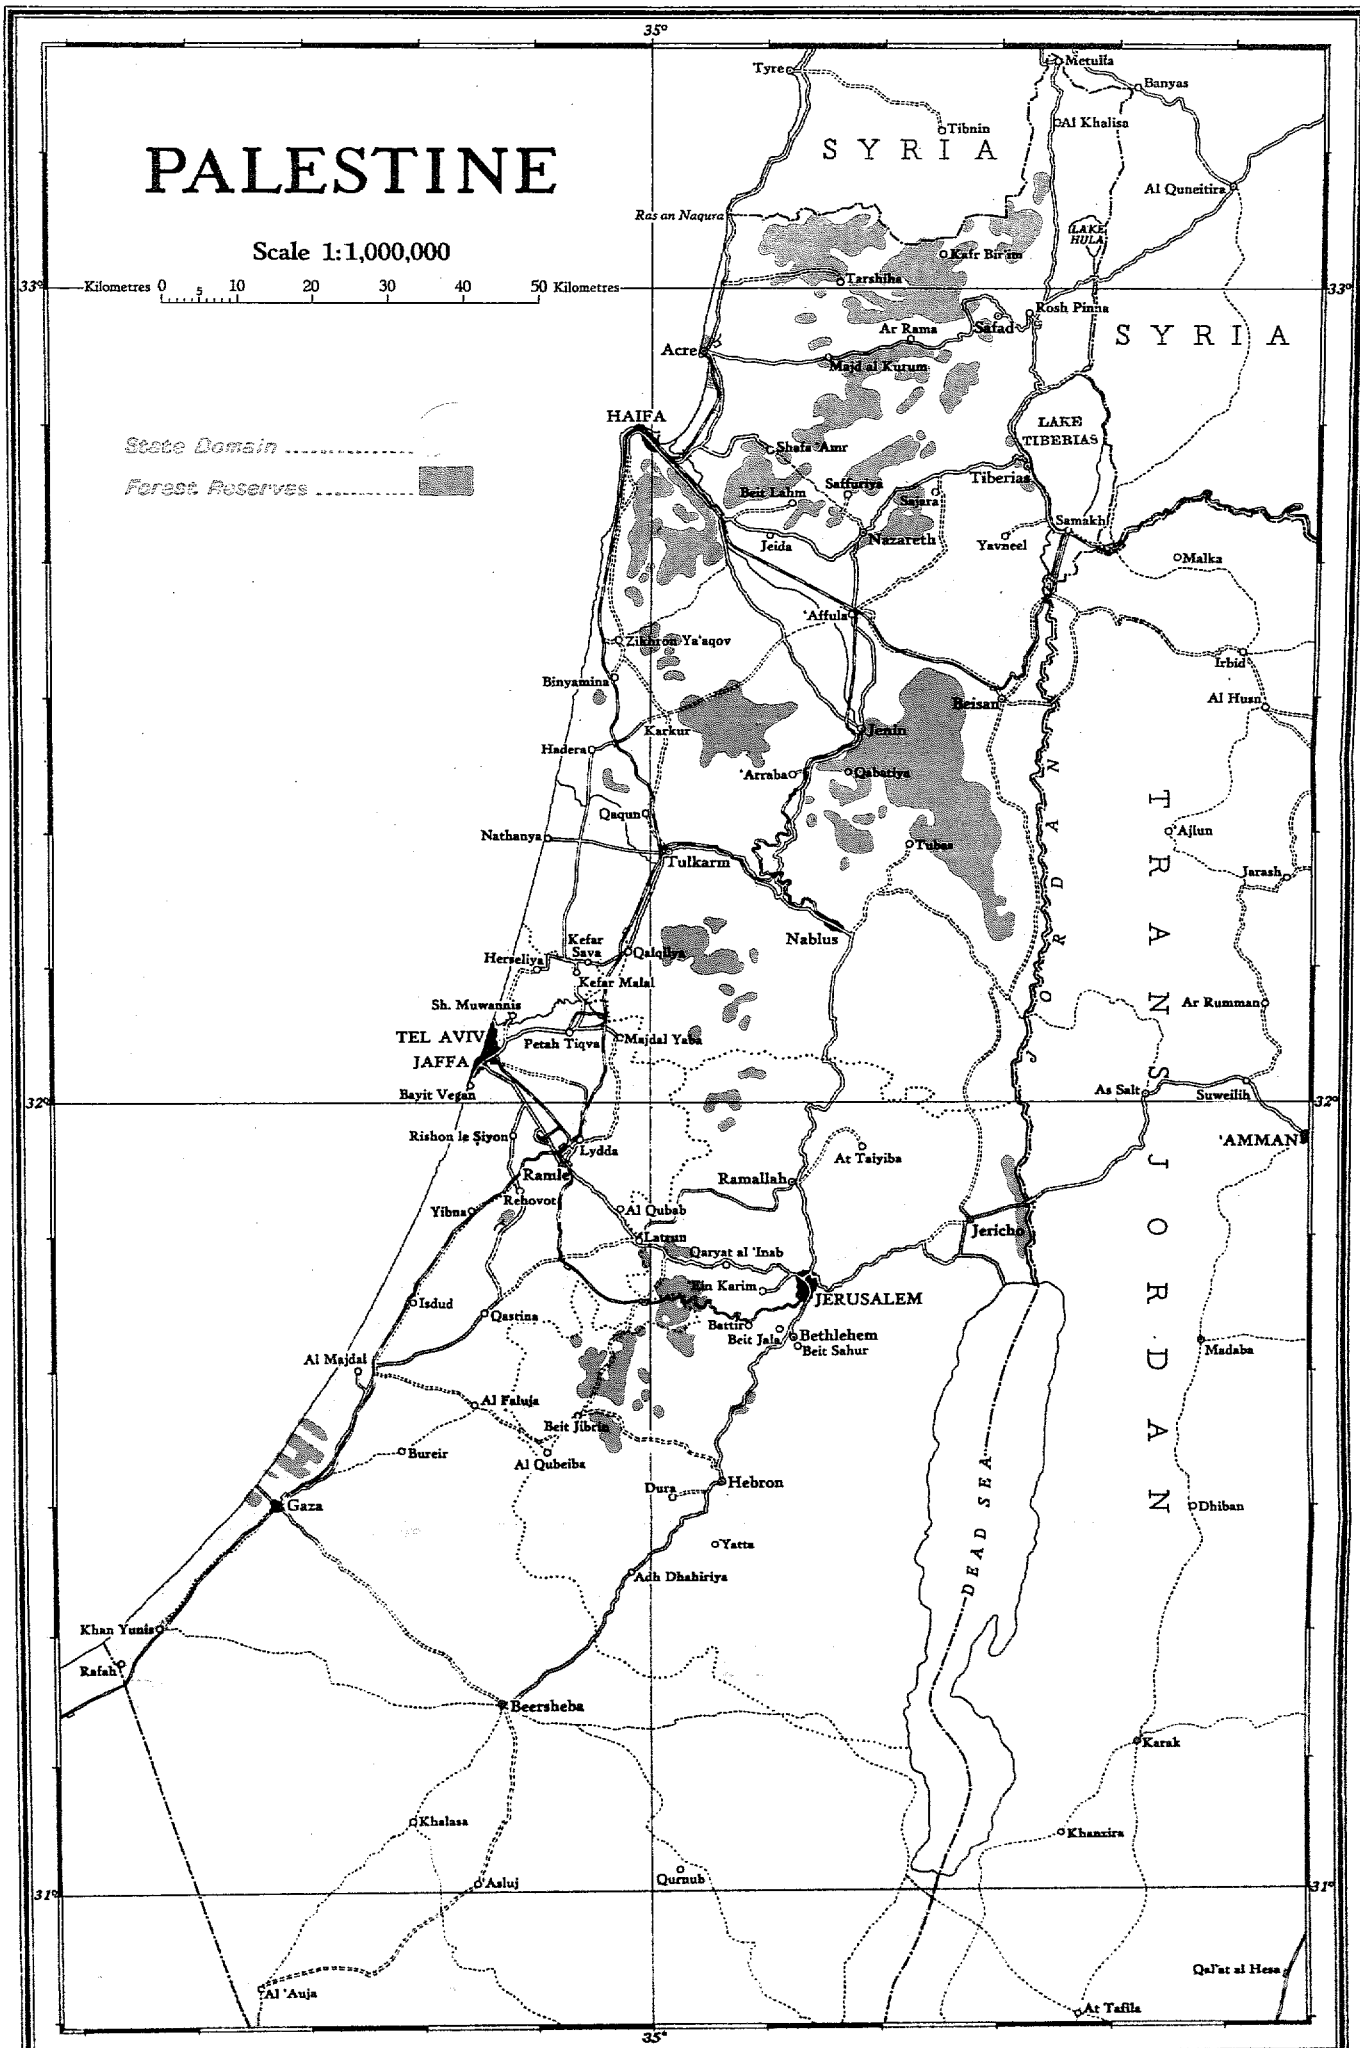 35°
PALESTINE
Scale 1:1,000,000
Kilometres 0 5 10 20 30 40 50 Kilometres
33°
33°
State Domain
Forest Reserves
Tyre
Metulla
Banyas
Tibnin
Al Khalisa
SYRIA
Al Quneitira
Ras an Naqura
LAKE
HULA
Kafr Bir'im
Tarshiha
Rosh Pinna
Safad
Ar Rama
SYRIA
Acre
Majd al Kurum
HAIFA
LAKE
TIBERIAS
Shafa 'Amr
Tiberias
Saffuriya
Beit Lahm
Sajara
Samakh
Nazareth
Jeida
Yavneel
Malka
'Affula
Zikhron Ya'aqov
Irbid
Binyamina
Beisan
Al Husn
Karkur
Jenin
Hadera
'Arraba
Qabatiya
Qaqun
Nathanya
'Ajlun
Tubas
Tulkarm
Jarash
Nablus
Kefar
Sava
Qalqilya
Herseliya
Kefar Malal
JORDAN
TRANSJORDAN
Sh. Muwannis
Ar Rumman
TEL AVIV
Petah Tiqva
Majdal Yaba
JAFFA
Bayit Vegan
As Salt
Suweilih
32°
32°
Rishon le Siyon
'AMMAN
Lydda
At Taiyiba
Ramle
Ramallah
Rehovot
Yibna
Al Qubab
Jericho
Latrun
Qaryat al 'Inab
'Ein Karim
JERUSALEM
Isdud
Qastina
Battir
Beit Jala
Bethlehem
Beit Sahur
Madaba
Al Majdal
Al Faluja
Beit Jibrin
Bureir
Al Qubeiba
Hebron
Dura
Gaza
DEAD SEA
Dhiban
Yatta
Adh Dhahiriya
Khan Yunis
Rafah
Beersheba
Karak
Khalasa
Khanzira
Qurnub
'Asluj
31°
31°
Qal'at al Hesa
Al 'Auja
At Tafila
35°